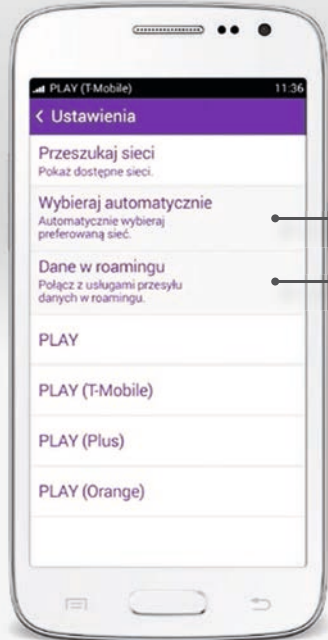 PLAY (T-Mobile) 11:36
< Ustawienia
Przeszukaj sieci
Pokaż dostępne sieci.
Wybieraj automatycznie
Automatycznie wybieraj
preferowaną sieć.
Dane w roamingu
Połącz z usługami przesyłu
danych w roamingu.
PLAY
PLAY (T-Mobile)
PLAY (Plus)
PLAY (Orange)